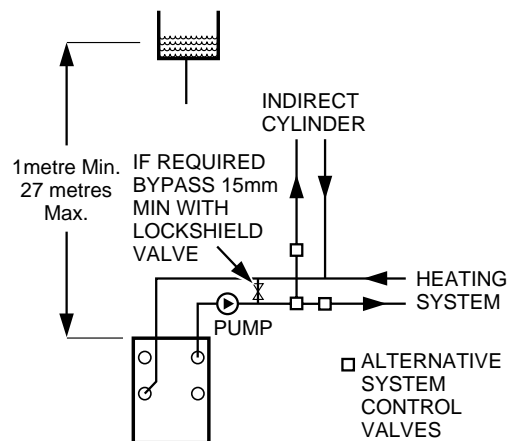 INDIRECT
CYLINDER
1metre Min.
27 metres
Max.
IF REQUIRED
BYPASS 15mm
MIN WITH
LOCKSHIELD
VALVE
HEATING
SYSTEM
PUMP
ALTERNATIVE
SYSTEM
CONTROL
VALVES